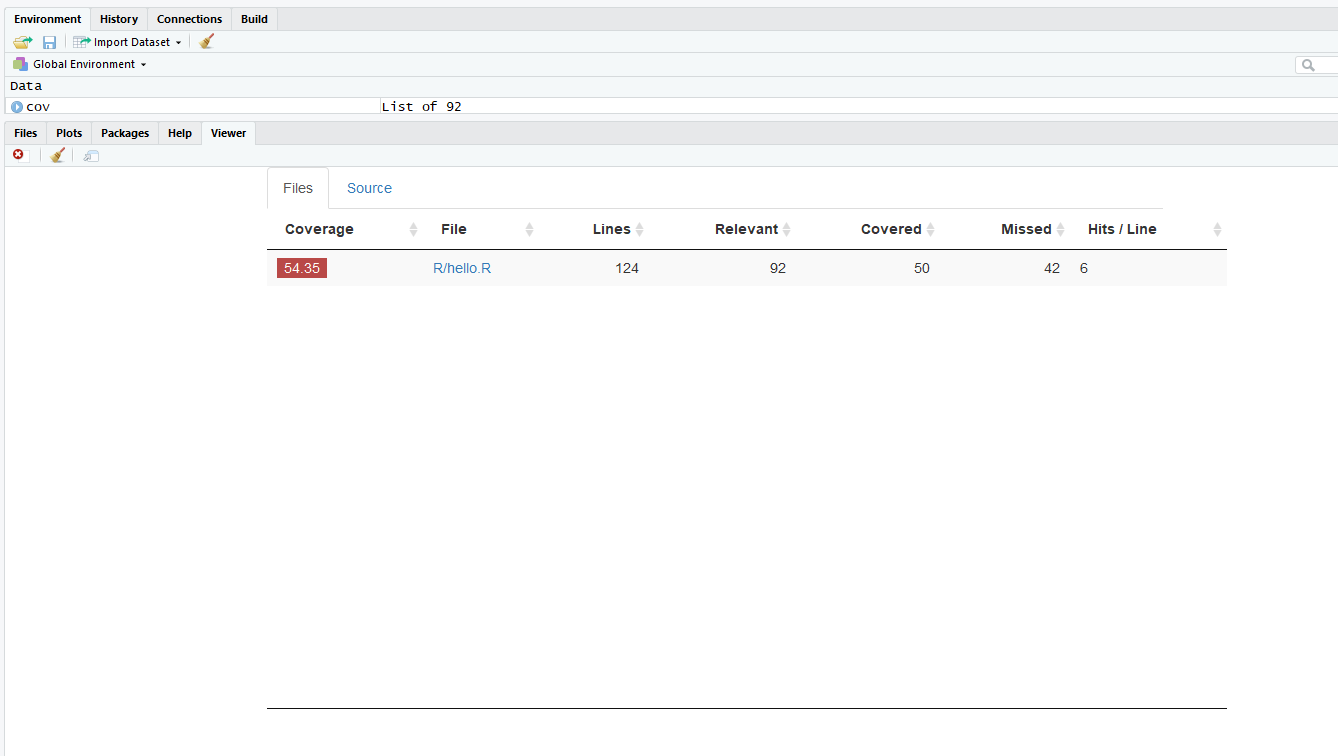 Environment History Connections Build
Import Dataset
Global Environment
Data
cov List of 92
Files Plots Packages Help Viewer
Files Source
Coverage File Lines Relevant Covered Missed Hits / Line
54.35 R/hello.R 124 92 50 42 6